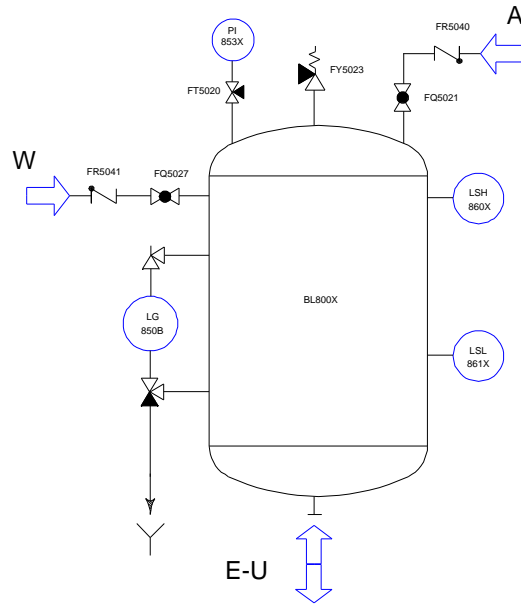 A
PI
853X
FR5040
FY5023
FT5020
FQ5021
W
FR5041
FQ5027
LSH
860X
BL800X
LG
850B
LSL
861X
E-U